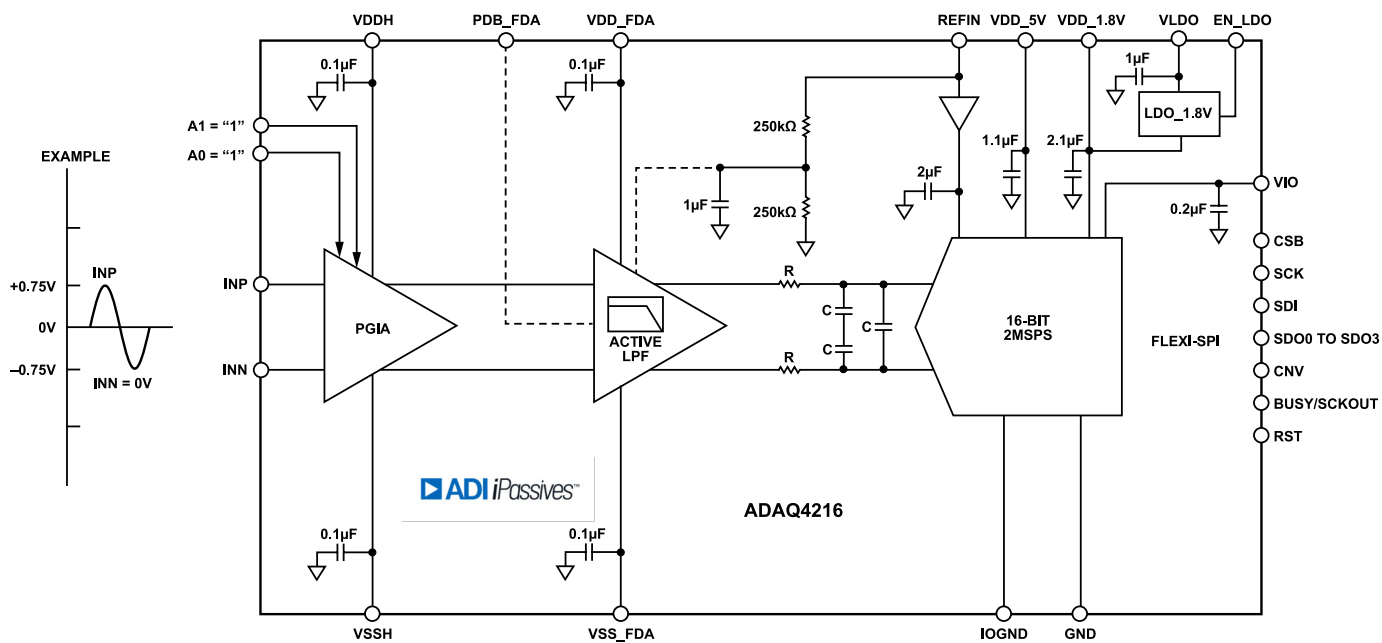 VDDH
PDB_FDA
VDD_FDA
REFIN
VDD_5V
VDD_1.8V
VLDO
EN_LDO
0.1µF
0.1µF
1µF
LDO_1.8V
A1 = “1”
A0 = “1”
250kΩ
1.1µF
2.1µF
EXAMPLE
2µF
VIO
1µF
250kΩ
0.2µF
CSB
INP
+0.75V
INP
R
SCK
SDI
C
0V
PGIA
ACTIVE
LPF
C
C
16-BIT
2MSPS
FLEXI-SPI
SDO0 TO SDO3
–0.75V
INN = 0V
INN
R
CNV
BUSY/SCKOUT
RST
ADI iPassives™
ADAQ4216
0.1µF
0.1µF
VSSH
VSS_FDA
IOGND
GND